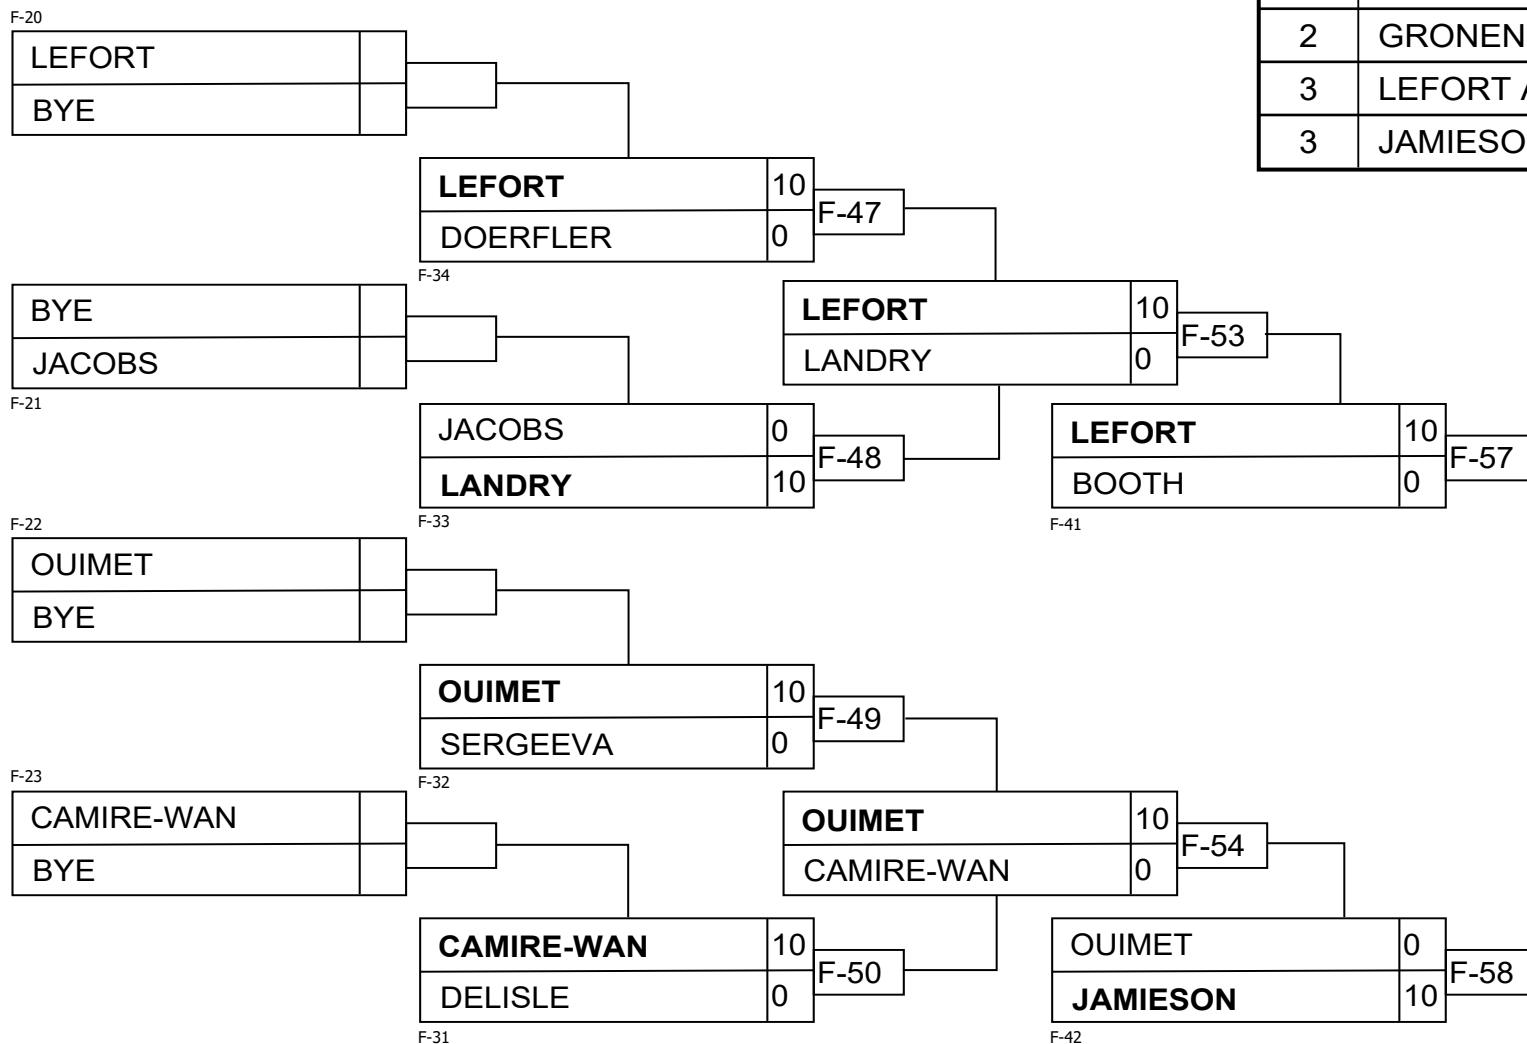 F-20
LEFORT
BYE
2 GRONEN
3 LEFORT
3 JAMIESO
LEFORT 10
DOERFLER 0
F-47
F-34
BYE
JACOBS
F-21
LEFORT 10
LANDRY 0
F-53
JACOBS 0
LANDRY 10
F-48
F-33
LEFORT 10
BOOTH 0
F-57
F-41
F-22
OUIMET
BYE
OUIMET 10
SERGEEVA 0
F-49
F-32
F-23
CAMIRE-WAN
BYE
OUIMET 10
CAMIRE-WAN 0
F-54
CAMIRE-WAN 10
DELISLE 0
F-50
F-31
OUIMET 0
JAMIESON 10
F-58
F-42